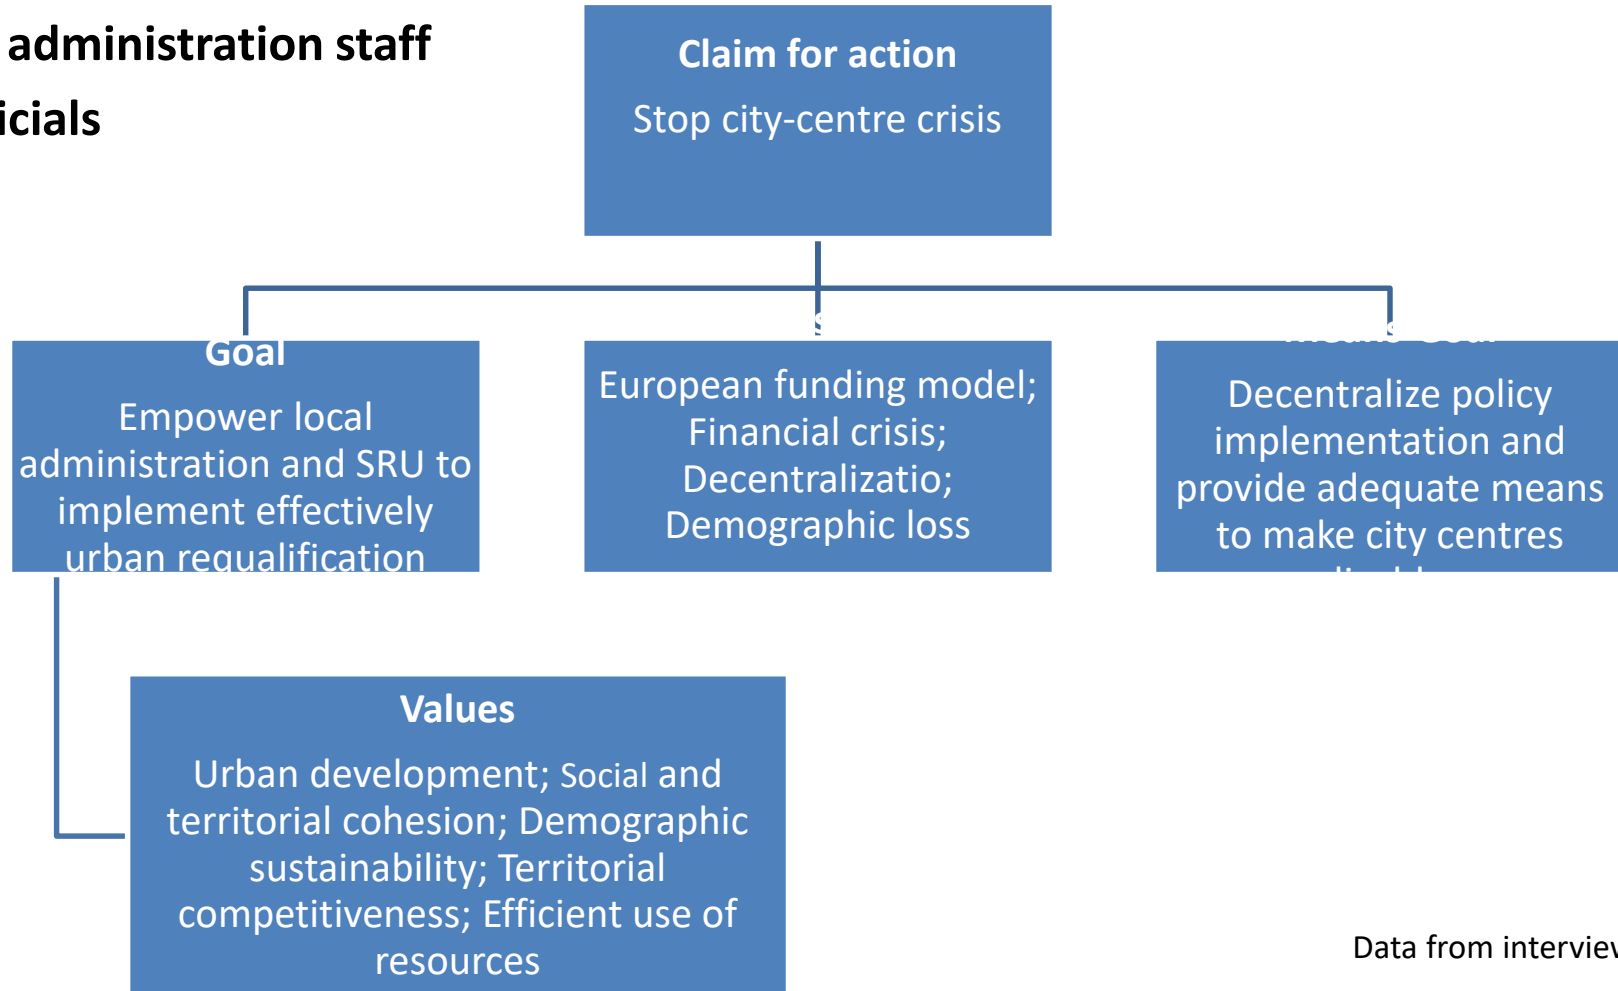 administration staff
icials
Claim for action
Stop city-centre crisis
Goal
Empower local
administration and SRU to
implement effectively
urban requalification
European funding model;
Financial crisis;
Decentralizatio;
Demographic loss
Means-Goal
Decentralize policy
implementation and
provide adequate means
to make city centres
Values
Urban development; Social and
territorial cohesion; Demographic
sustainability; Territorial
competitiveness; Efficient use of
resources
Data from interview